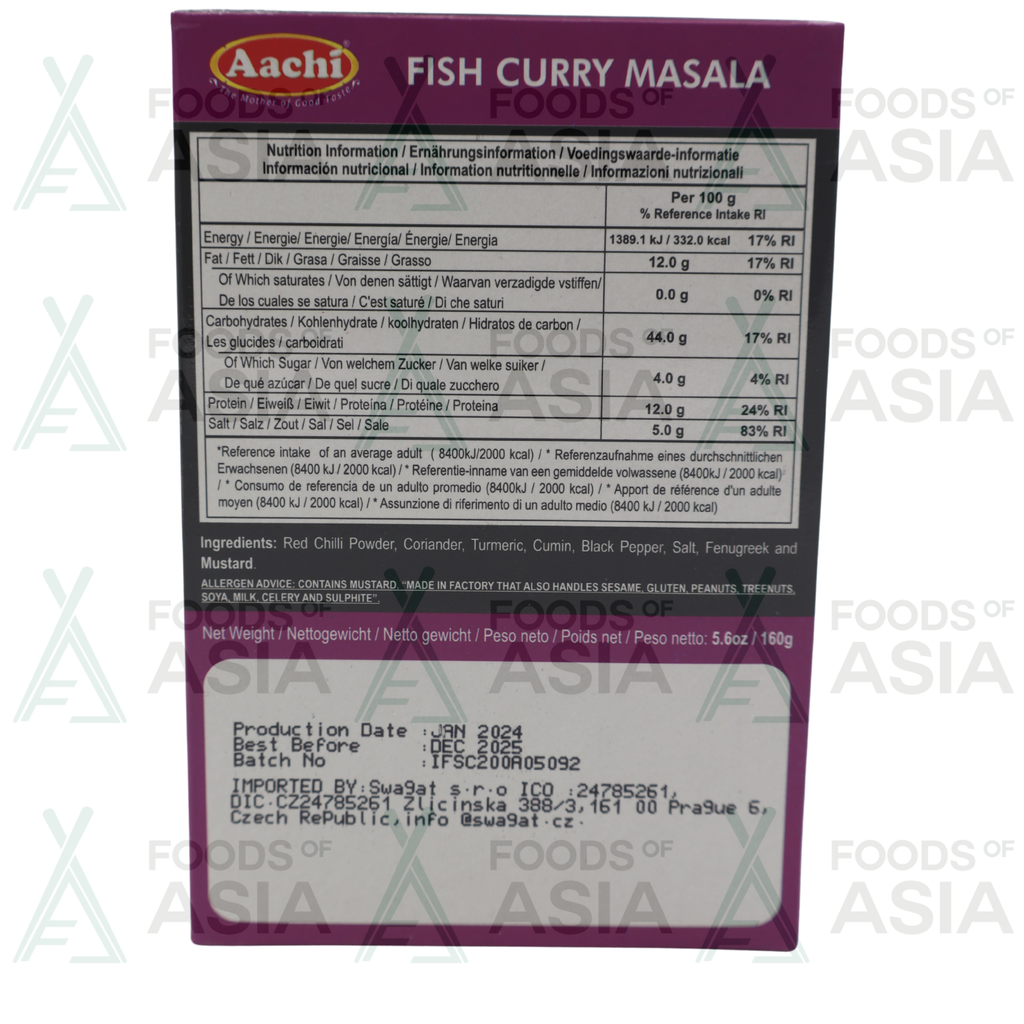 Aachi
The Mother of Good Taste
FISH CURRY MASALA
Nutrition Information / Ernährungsinformation / Voedingswaarde-informatie
Información nutricional / Information nutritionnelle / Informazioni nutrizionali
Per 100 g
% Reference Intake RI
Energy / Energie/ Energie/ Energía/ Énergie/ Energia 1389.1 kJ / 332.0 kcal 17% RI
Fat / Fett / Dik / Grasa / Graisse / Grasso 12.0 g 17% RI
Of Which saturates / Von denen sättigt / Waarvan verzadigde vstiffen/
De los cuales se satura / C'est saturé / Di che saturi 0.0 g 0% RI
Carbohydrates / Kohlenhydrate / koolhydraten / Hidratos de carbon /
Les glucides / carboidrati 44.0 g 17% RI
Of Which Sugar / Von welchem Zucker / Van welke suiker /
De qué azúcar / De quel sucre / Di quale zucchero 4.0 g 4% RI
Protein / Eiweiß / Eiwit / Proteína / Protéine / Proteina 12.0 g 24% RI
Salt / Salz / Zout / Sal / Sel / Sale 5.0 g 83% RI
*Reference intake of an average adult ( 8400kJ/2000 kcal) / * Referenzaufnahme eines durchschnittlichen
Erwachsenen (8400 kJ / 2000 kcal) / * Referentie-inname van een gemiddelde volwassene (8400kJ / 2000 kcal)
/ * Consumo de referencia de un adulto promedio (8400kJ / 2000 kcal) / * Apport de référence d'un adulte
moyen (8400 kJ / 2000 kcal) / * Assunzione di riferimento di un adulto medio (8400 kJ / 2000 kcal)
Ingredients: Red Chilli Powder, Coriander, Turmeric, Cumin, Black Pepper, Salt, Fenugreek and
Mustard.
ALLERGEN ADVICE: CONTAINS MUSTARD. "MADE IN FACTORY THAT ALSO HANDLES SESAME, GLUTEN, PEANUTS, TREENUTS,
SOYA, MILK, CELERY AND SULPHITE".
Net Weight / Nettogewicht / Netto gewicht / Peso neto / Poids net / Peso netto: 5.6oz / 160g
Production Date :JAN 2024
Best Before :DEC 2025
Batch No :IFSC200A05092
IMPORTED BY:Swagat s.r.o ICO :24785261,
DIC.CZ24785261 Zlicinska 388/3,161 00 Prague 6,
Czech RePublic,info @swagat.cz.
FOODS OF
ASIA